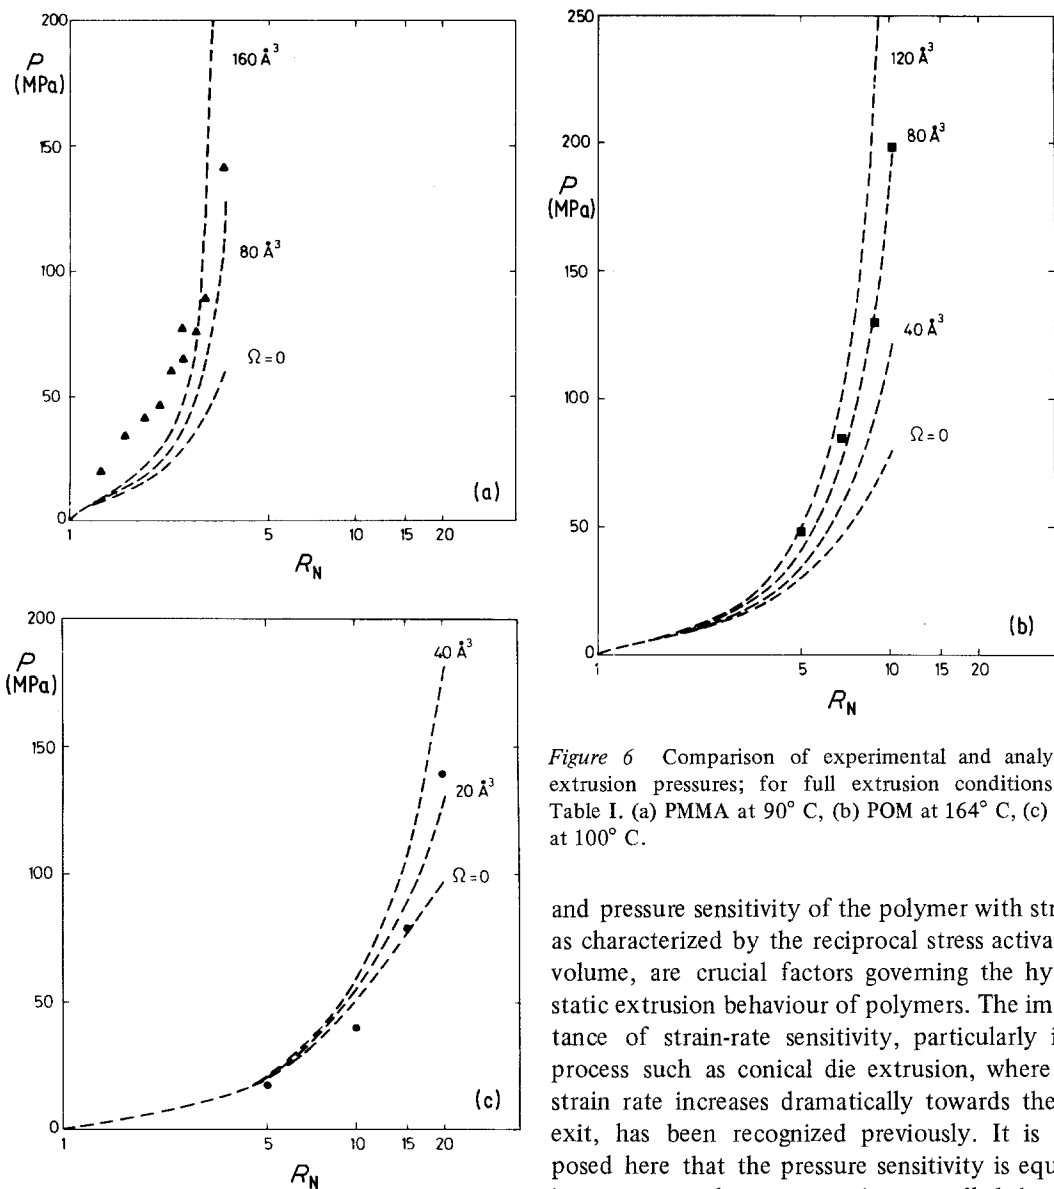 200
P
(MPa)
150
100
50
0
1
5
10
15
20
R_N
160 Å³
80 Å³
Ω=0
(a)
250
200
P
(MPa)
150
100
50
0
1
5
10
15
20
R_N
120 Å³
80 Å³
40 Å³
Ω=0
(b)
200
P
(MPa)
150
100
50
0
1
5
10
15
20
R_N
40 Å³
20 Å³
Ω=0
(c)
Figure 6 Comparison of experimental and analy
extrusion pressures; for full extrusion conditions
Table I. (a) PMMA at 90° C, (b) POM at 164° C, (c)
at 100° C.
and pressure sensitivity of the polymer with str
as characterized by the reciprocal stress activa
volume, are crucial factors governing the hy
static extrusion behaviour of polymers. The im
tance of strain-rate sensitivity, particularly i
process such as conical die extrusion, where
strain rate increases dramatically towards the
exit, has been recognized previously. It is
posed here that the pressure sensitivity is equ